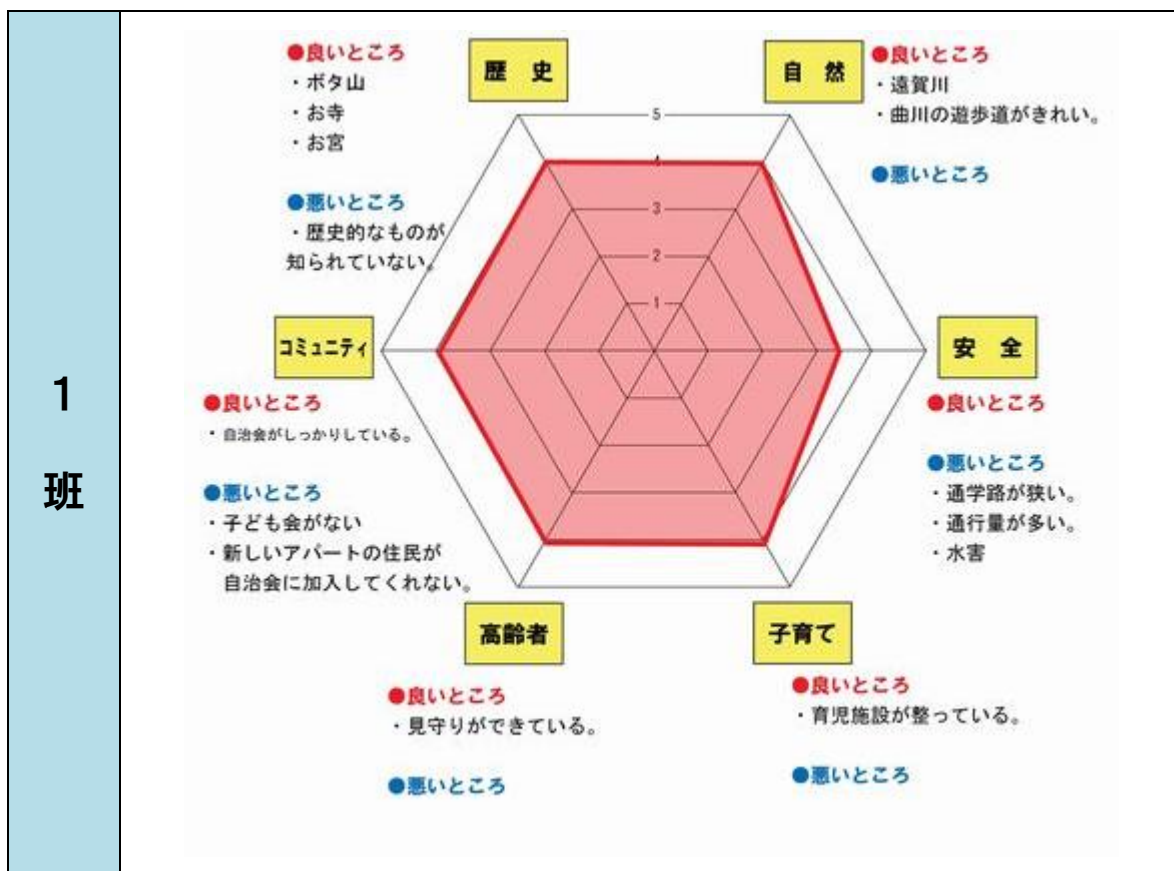 1
班
歴 史
●良いところ
・ボタ山
・お寺
・お宮
●悪いところ
・歴史的なものが
知られていない。
自 然
●良いところ
・遠賀川
・曲川の遊歩道がきれい。
●悪いところ
5
4
3
2
1
コミュニティ
●良いところ
・自治会がしっかりしている。
●悪いところ
・子ども会がない
・新しいアパートの住民が
自治会に加入してくれない。
安 全
●良いところ
●悪いところ
・通学路が狭い。
・通行量が多い。
・水害
高齢者
●良いところ
・見守りができている。
●悪いところ
子育て
●良いところ
・育児施設が整っている。
●悪いところ